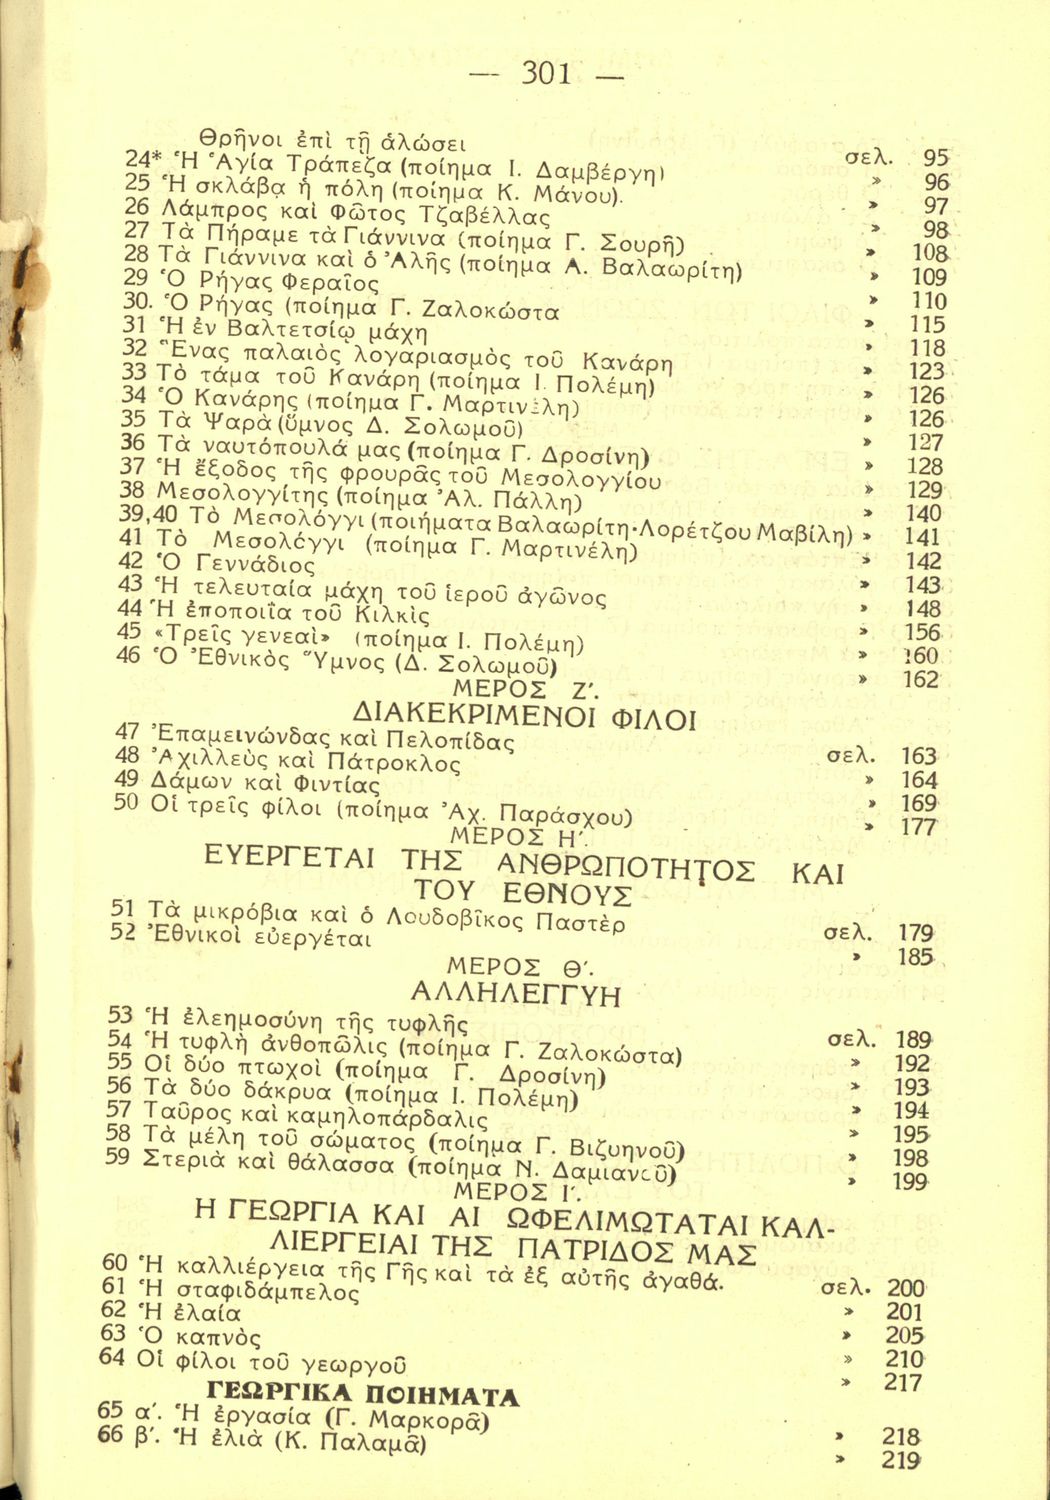 — 301 —
Θρῆνοι ἐπὶ τῇ ἁλώσει σελ. 95
24* Ἡ Ἁγία Τράπεζα (ποίημα Ι. Δαμβέργη) » 96
25 Ἡ σκλάβα ἡ πόλη (ποίημα Κ. Μάνου). » 97
26 Λάμπρος καὶ Φῶτος Τζαβέλλας » 98
27 Τὰ Πήραμε τὰ Γιάννινα (ποίημα Γ. Σουρῆ) » 108
28 Τὰ Γιάννινα καὶ ὁ Ἀλῆς (ποίημα Α. Βαλαωρίτη) » 109
29 Ὁ Ρήγας Φεραῖος » 110
30. Ὁ Ρήγας (ποίημα Γ. Ζαλοκώστα » 115
31 Ἡ ἐν Βαλτετσίῳ μάχη » 118
32 Ἕνας παλαιὸς λογαριασμὸς τοῦ Κανάρη » 123
33 Τὸ τάμα τοῦ Κανάρη (ποίημα Ι. Πολέμη) » 126
34 Ὁ Κανάρης (ποίημα Γ. Μαρτινέλη) » 126
35 Τὰ Ψαρὰ (ὕμνος Δ. Σολωμοῦ) » 127
36 Τὰ ναυτόπουλά μας (ποίημα Γ. Δροσίνη) » 128
37 Ἡ ἔξοδος τῆς φρουρᾶς τοῦ Μεσολογγίου » 129
38 Μεσολογγίτης (ποίημα Ἀλ. Πάλλη) » 140
39,40 Τὸ Μεσολόγγι (ποιήματα Βαλαωρίτη-Λορέτζου Μαβίλη) » 141
41 Τὸ Μεσολόγγι (ποίημα Γ. Μαρτινέλη) » 142
42 Ὁ Γεννάδιος » 143
43 Ἡ τελευταία μάχη τοῦ ἱεροῦ ἀγῶνος » 148
44 Ἡ ἐποποιΐα τοῦ Κιλκὶς » 156
45 «Τρεῖς γενεαὶ» (ποίημα Ι. Πολέμη) » 160
46 Ὁ Ἐθνικὸς Ὕμνος (Δ. Σολωμοῦ) » 162
ΜΕΡΟΣ Ζ′.
ΔΙΑΚΕΚΡΙΜΕΝΟΙ ΦΙΛΟΙ
47 Ἐπαμεινώνδας καὶ Πελοπίδας σελ. 163
48 Ἀχιλλεὺς καὶ Πάτροκλος » 164
49 Δάμων καὶ Φιντίας » 169
50 Οἱ τρεῖς φίλοι (ποίημα Ἀχ. Παράσχου) » 177
ΜΕΡΟΣ Η′.
ΕΥΕΡΓΕΤΑΙ ΤΗΣ ΑΝΘΡΩΠΟΤΗΤΟΣ ΚΑΙ
ΤΟΥ ΕΘΝΟΥΣ
51 Τὰ μικρόβια καὶ ὁ Λουδοβῖκος Παστὲρ σελ. 179
52 Ἐθνικοὶ εὐεργέται » 185
ΜΕΡΟΣ Θ′.
ΑΛΛΗΛΕΓΓΥΗ
53 Ἡ ἐλεημοσύνη τῆς τυφλῆς σελ. 189
54 Ἡ τυφλὴ ἀνθοπῶλις (ποίημα Γ. Ζαλοκώστα) » 192
55 Οἱ δύο πτωχοὶ (ποίημα Γ. Δροσίνη) » 193
56 Τὰ δύο δάκρυα (ποίημα Ι. Πολέμη) » 194
57 Ταῦρος καὶ καμηλοπάρδαλις » 195
58 Τὰ μέλη τοῦ σώματος (ποίημα Γ. Βιζυηνοῦ) » 198
59 Στεριὰ καὶ θάλασσα (ποίημα Ν. Δαμιανοῦ) » 199
ΜΕΡΟΣ Ι′.
Η ΓΕΩΡΓΙΑ ΚΑΙ ΑΙ ΩΦΕΛΙΜΩΤΑΤΑΙ ΚΑΛ-
ΛΙΕΡΓΕΙΑΙ ΤΗΣ ΠΑΤΡΙΔΟΣ ΜΑΣ
60 Ἡ καλλιέργεια τῆς Γῆς καὶ τὰ ἐξ αὐτῆς ἀγαθά. σελ. 200
61 Ἡ σταφιδάμπελος » 201
62 Ἡ ἐλαία » 205
63 Ὁ καπνὸς » 210
64 Οἱ φίλοι τοῦ γεωργοῦ » 217
ΓΕΩΡΓΙΚΑ ΠΟΙΗΜΑΤΑ
65 α′. Ἡ ἐργασία (Γ. Μαρκορᾶ) » 218
66 β′. Ἡ ἐλιὰ (Κ. Παλαμᾶ) » 219